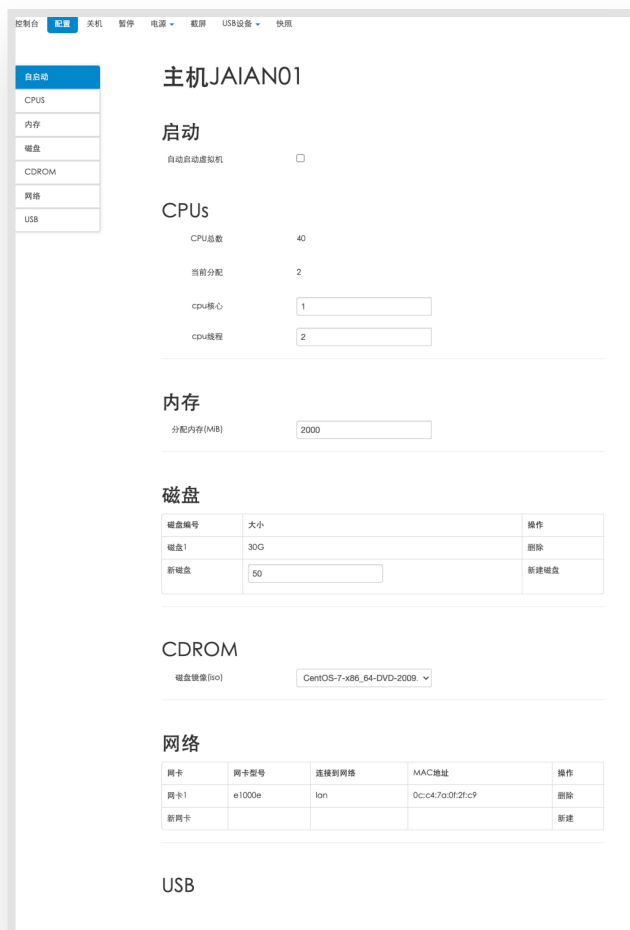 控制台 配置 关机 暂停 电源 截屏 USB设备 快照
自启动
CPUS
内存
磁盘
CDROM
网络
USB
主机JAIAN01
启动
自动启动虚拟机
CPUs
CPU总数 40
当前分配 2
cpu核心 1
cpu线程 2
内存
分配内存(MiB) 2000
磁盘
磁盘编号 大小 操作
磁盘1 30G 删除
新磁盘 50 新建磁盘
CDROM
磁盘镜像(iso) CentOS-7-x86_64-DVD-2009.
网络
网卡 网卡型号 连接到网络 MAC地址 操作
网卡1 e1000e lan 0c:c4:7a:0f:2f:c9 删除
新网卡 新建
USB